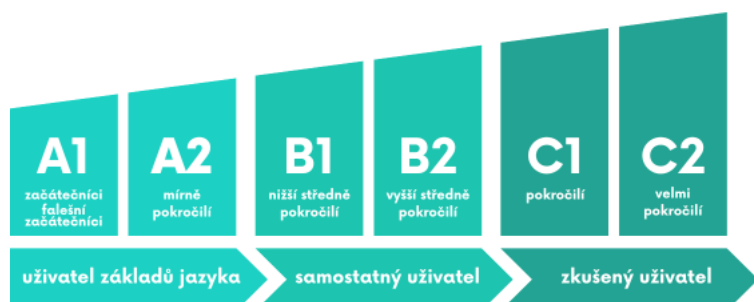 A1
začátečníci
falešní
začátečníci
A2
mírně
pokročilí
B1
nižší středně
pokročilí
B2
vyšší středně
pokročilí
C1
pokročilí
C2
velmi
pokročilí
uživatel základů jazyka
samostatný uživatel
zkušený uživatel